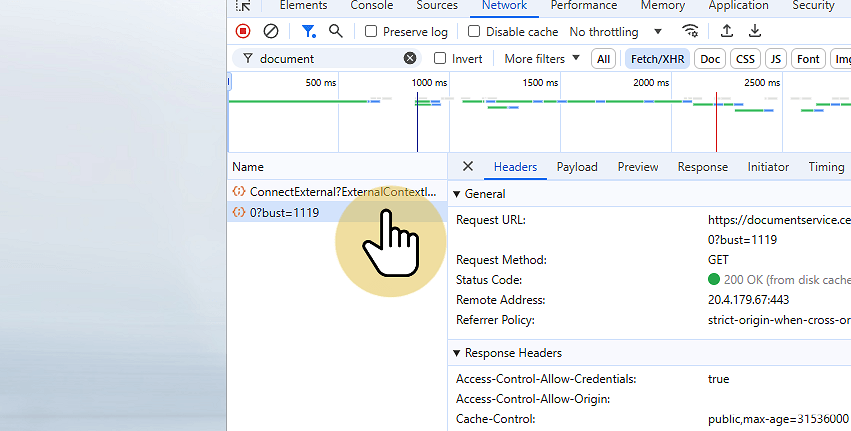 Elements Console Sources Network Performance Memory Application Security
Preserve log Disable cache No throttling
document Invert More filters All Fetch/XHR Doc CSS JS Font Img
500 ms 1000 ms 1500 ms 2000 ms 2500 ms
Name Headers Payload Preview Response Initiator Timing
ConnectExternal?ExternalContextI...
0?bust=1119
General
Request URL: https://documentservice.ce
0?bust=1119
Request Method: GET
Status Code: 200 OK (from disk cache
Remote Address: 20.4.179.67:443
Referrer Policy: strict-origin-when-cross-or
Response Headers
Access-Control-Allow-Credentials: true
Access-Control-Allow-Origin:
Cache-Control: public,max-age=31536000